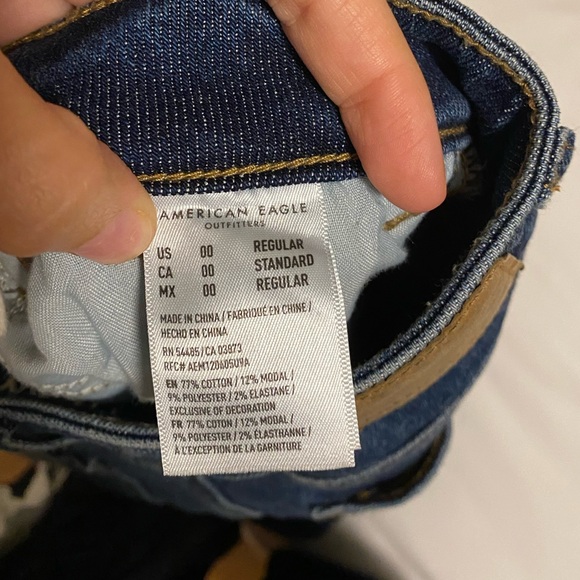 AMERICAN EAGLE
OUTFITTERS
US 00 REGULAR
CA 00 STANDARD
MX 00 REGULAR
MADE IN CHINA / FABRIQUÉ EN CHINE /
HECHO EN CHINA
RN 54485/CA 03873
RFC# AEM120605U9A
EN 77% COTTON / 12% MODAL /
9% POLYESTER / 2% ELASTANE /
EXCLUSIVE OF DECORATION
FR 77% COTON / 12% MODAL /
9% POLYESTER / 2% ÉLASTHANNE /
À L'EXCEPTION DE LA GARNITURE